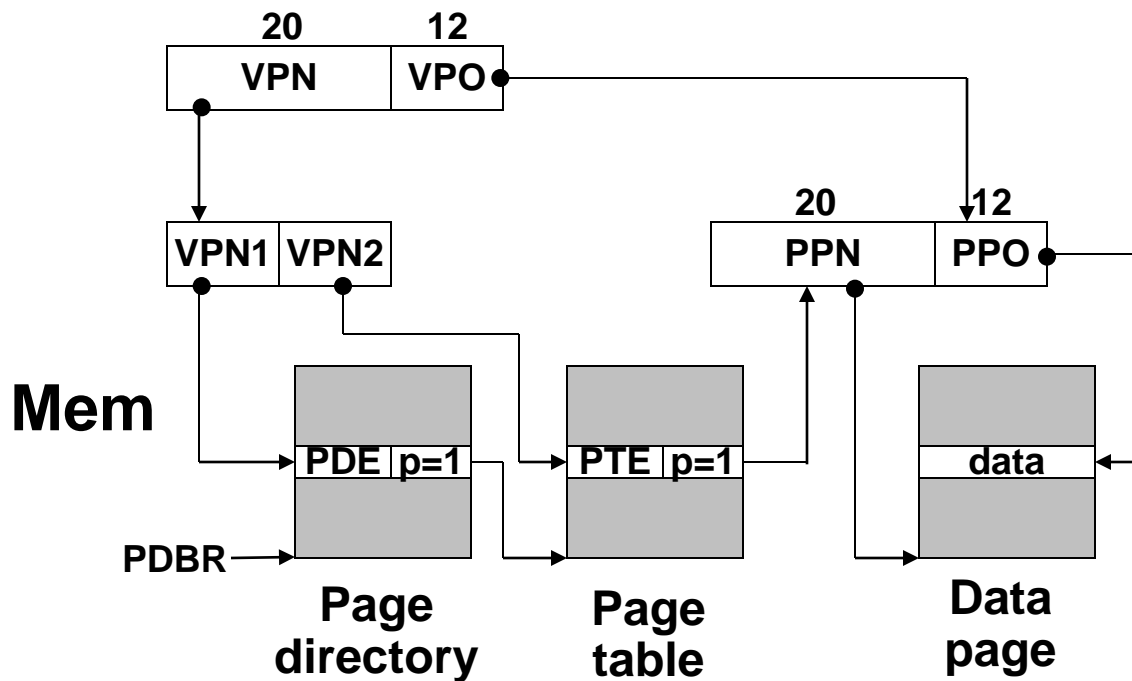 20 12
VPN VPO
20 12
VPN1 VPN2 PPN PPO
Mem
PDE p=1 PTE p=1 data
PDBR
Page
directory
Page
table
Data
page